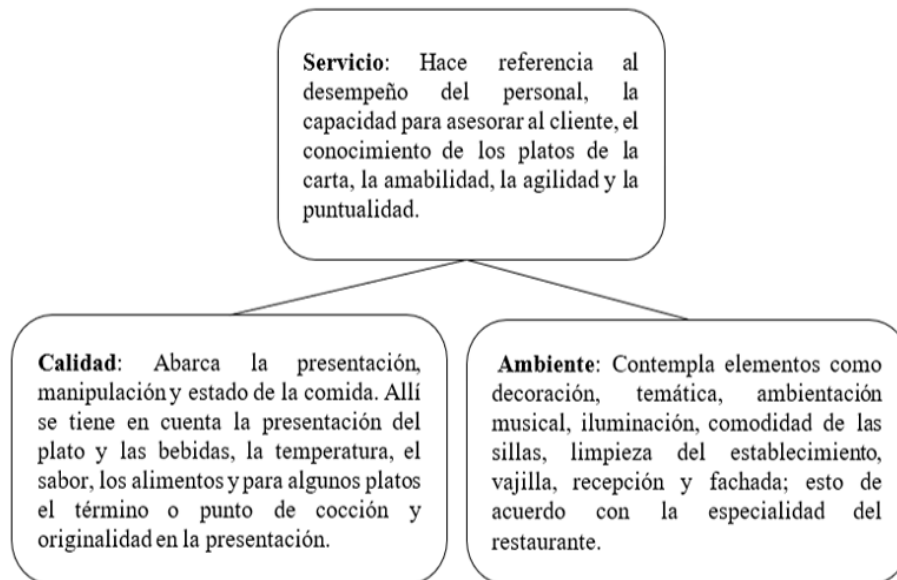 Servicio: Hace referencia al
desempeño del personal, la
capacidad para asesorar al cliente, el
conocimiento de los platos de la
carta, la amabilidad, la agilidad y la
puntualidad.
Calidad: Abarca la presentación,
manipulación y estado de la comida. Allí
se tiene en cuenta la presentación del
plato y las bebidas, la temperatura, el
sabor, los alimentos y para algunos platos
el término o punto de cocción y
originalidad en la presentación.
Ambiente: Contempla elementos como
decoración, temática, ambientación
musical, iluminación, comodidad de las
sillas, limpieza del establecimiento,
vajilla, recepción y fachada; esto de
acuerdo con la especialidad del
restaurante.